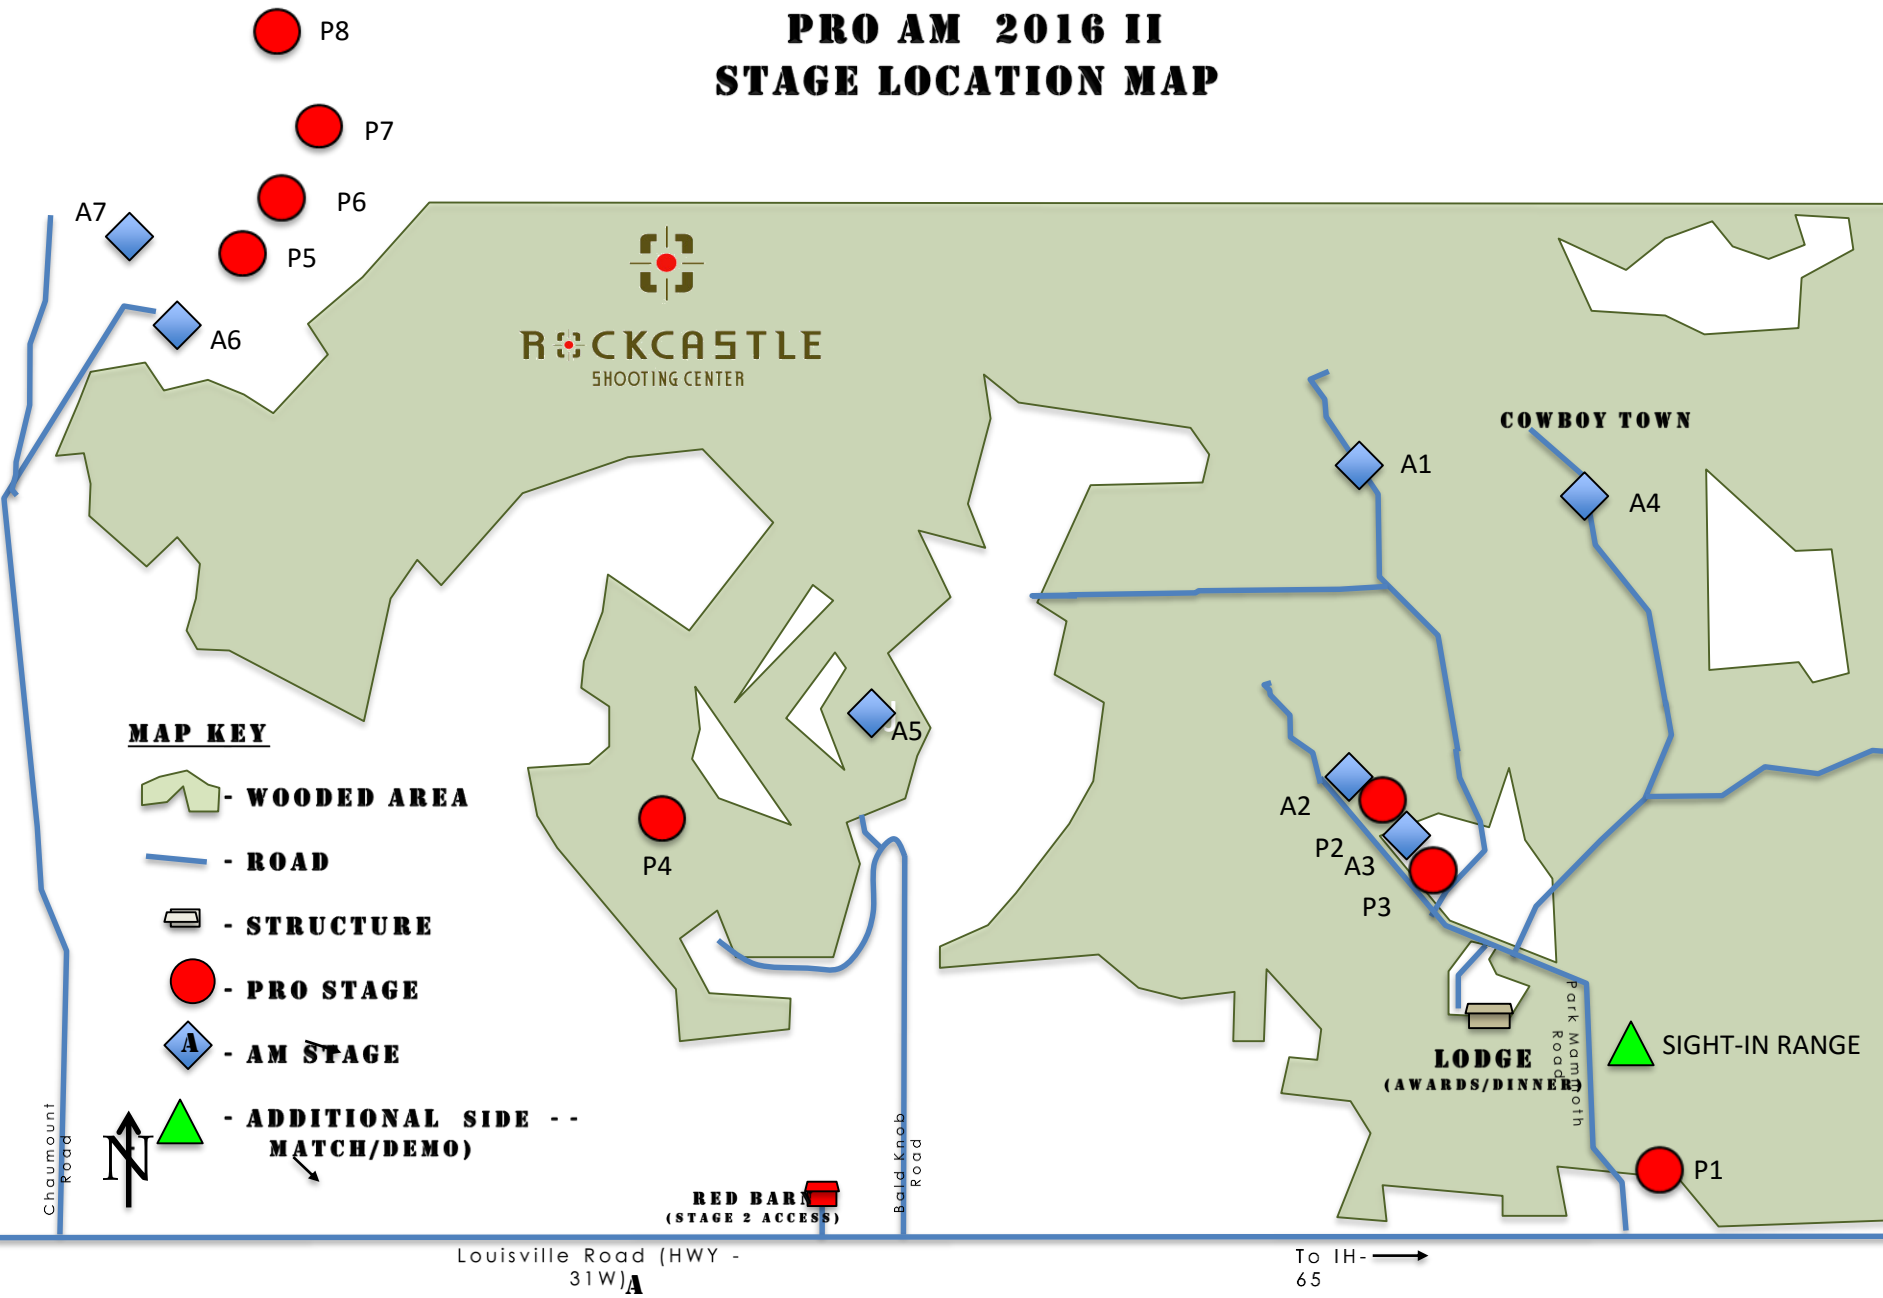 PRO AM 2016 II
STAGE LOCATION MAP
P8
P7
P6
P5
A7
A6
ROCKCASTLE
SHOOTING CENTER
COWBOY TOWN
A1
A4
A5
P4
A2
P2
A3
P3
MAP KEY
- WOODED AREA
- ROAD
- STRUCTURE
- PRO STAGE
A
- AM STAGE
- ADDITIONAL SIDE --
MATCH/DEMO)
N
Chaumount
Road
LODGE
(AWARDS/DINNER)
Park Mammoth
Road
SIGHT-IN RANGE
P1
RED BARN
(STAGE 2 ACCESS)
Bald Knob
Road
Louisville Road (HWY -
31W)
A
To IH-
65